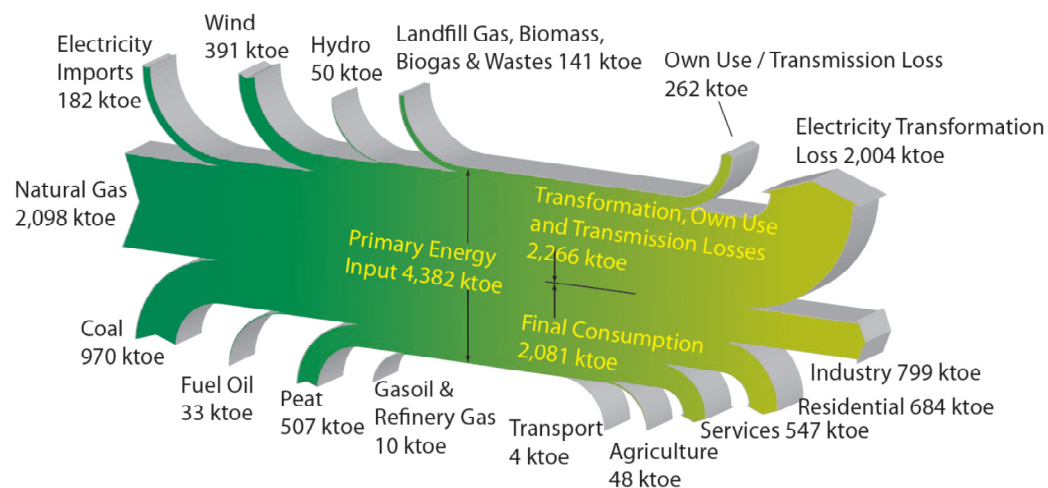 Electricity
Imports
182 ktoe
Wind
391 ktoe
Hydro
50 ktoe
Landfill Gas, Biomass,
Biogas & Wastes 141 ktoe
Own Use / Transmission Loss
262 ktoe
Electricity Transformation
Loss 2,004 ktoe
Natural Gas
2,098 ktoe
Primary Energy
Input 4,382 ktoe
Transformation, Own Use
and Transmission Losses
2,266 ktoe
Final Consumption
2,081 ktoe
Coal
970 ktoe
Fuel Oil
33 ktoe
Peat
507 ktoe
Gasoil &
Refinery Gas
10 ktoe
Transport
4 ktoe
Agriculture
48 ktoe
Services 547 ktoe
Residential 684 ktoe
Industry 799 ktoe